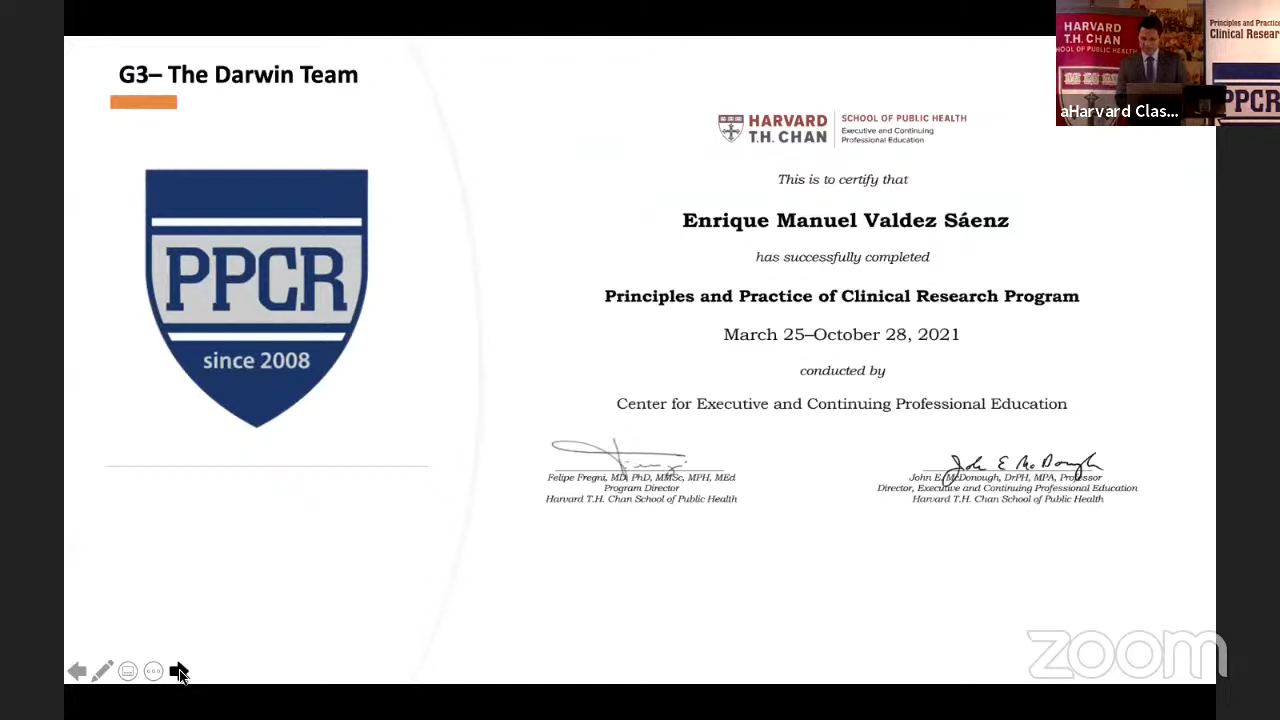 G3– The Darwin Team
PPCR
since 2008
HARVARD
T.H. CHAN
SCHOOL OF PUBLIC HEALTH
Executive and Continuing
Professional Education
This is to certify that
Enrique Manuel Valdez Sáenz
has successfully completed
Principles and Practice of Clinical Research Program
March 25–October 28, 2021
conducted by
Center for Executive and Continuing Professional Education
Felipe Fregni, MD, PhD, MMSc, MPH, MEd
Program Director
Harvard T.H. Chan School of Public Health
John E McDonough
John E. McDonough, DrPH, MPA, Professor
Director, Executive and Continuing Professional Education
Harvard T.H. Chan School of Public Health
HARVARD
T.H. CHAN
SCHOOL OF PUBLIC HEALTH
Principles and Practice
Clinical Resear
PPCR
aHarvard Clas...
zoom